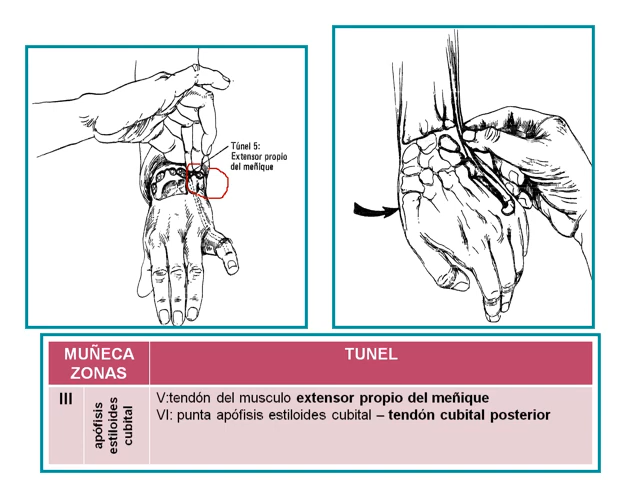 Túnel 5:
Extensor propio
del meñique
MUÑECA
ZONAS
TUNEL
III
apófisis
estiloides
cubital
V:tendón del musculo extensor propio del meñique
VI: punta apófisis estiloides cubital – tendón cubital posterior